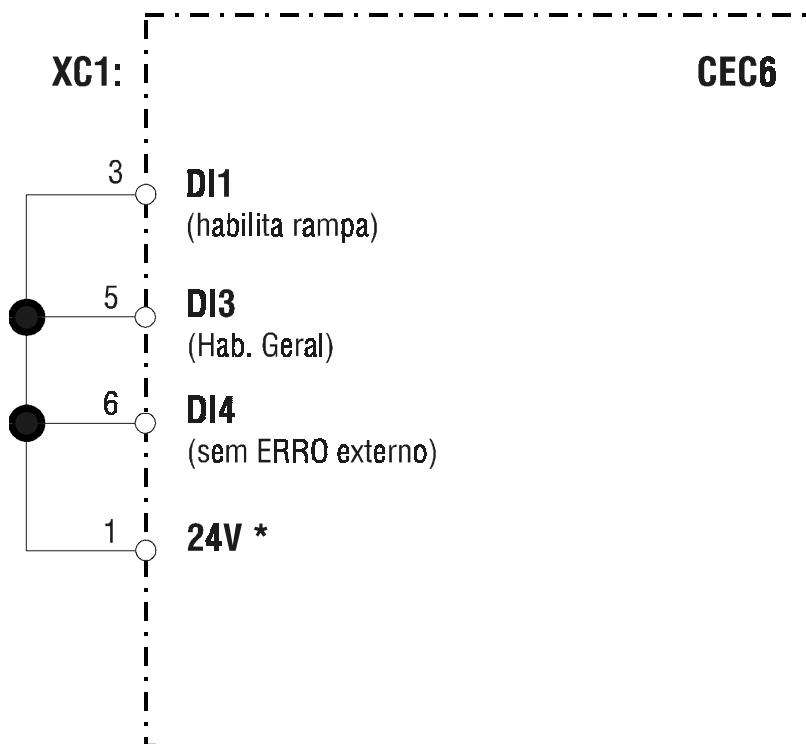 XC1: CEC6
3 DI1
(habilita rampa)
5 DI3
(Hab. Geral)
6 DI4
(sem ERRO externo)
1 24V *